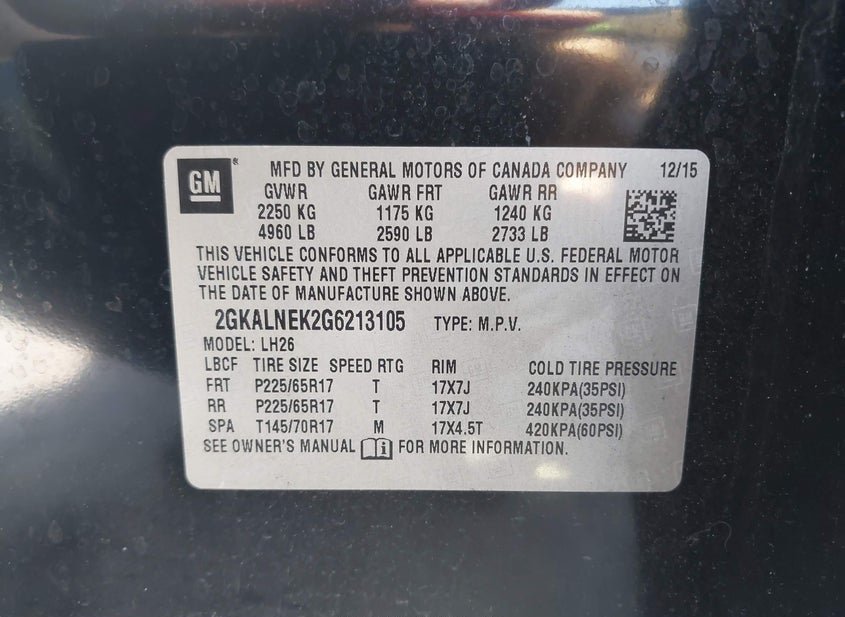 GM ® MFD BY GENERAL MOTORS OF CANADA COMPANY 12/15
GVWR GAWR FRT GAWR RR
2250 KG 1175 KG 1240 KG
4960 LB 2590 LB 2733 LB
THIS VEHICLE CONFORMS TO ALL APPLICABLE U.S. FEDERAL MOTOR
VEHICLE SAFETY AND THEFT PREVENTION STANDARDS IN EFFECT ON
THE DATE OF MANUFACTURE SHOWN ABOVE.
2GKALNEK2G6213105 TYPE: M.P.V.
MODEL: LH26
LBCF TIRE SIZE SPEED RTG RIM COLD TIRE PRESSURE
FRT P225/65R17 T 17X7J 240KPA(35PSI)
RR P225/65R17 T 17X7J 240KPA(35PSI)
SPA T145/70R17 M 17X4.5T 420KPA(60PSI)
SEE OWNER'S MANUAL i FOR MORE INFORMATION.